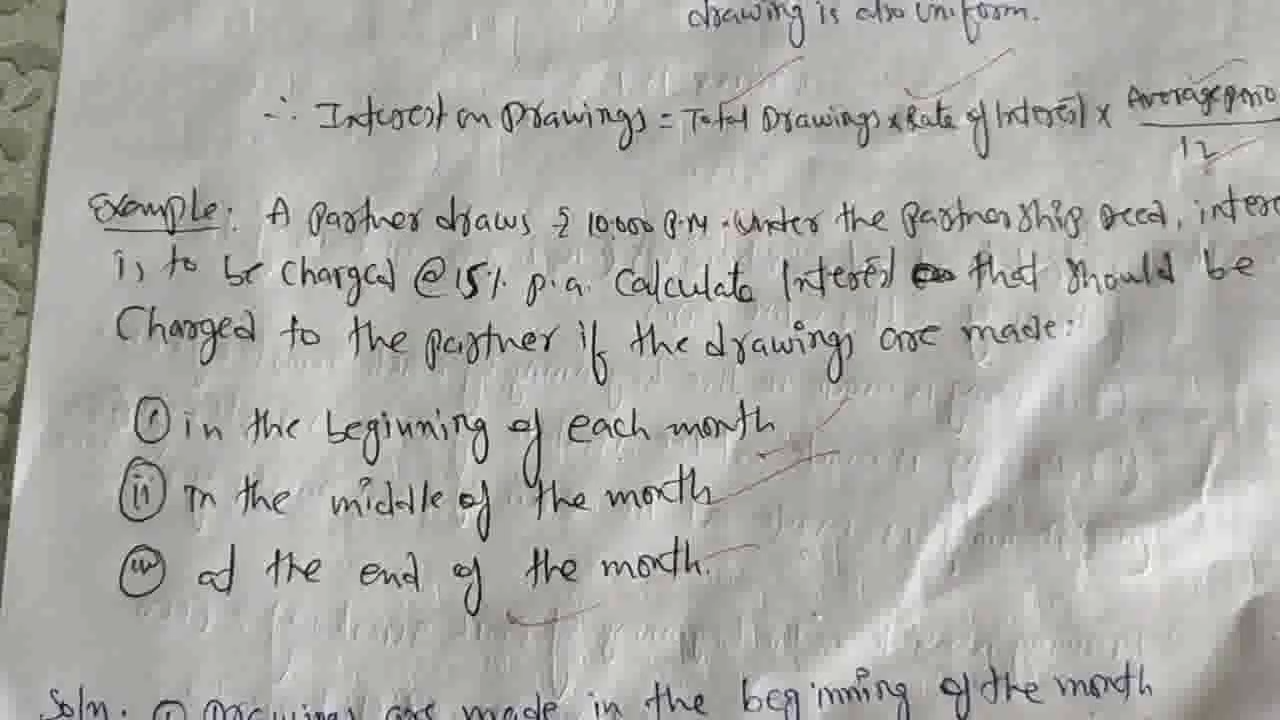 drawing is also uniform.
∴ Interest on Drawings = Total Drawings x Rate of Interest x Average perio
12
Example: A partner draws ₹ 10,000 P.M. Under the partnership Deed, intere
is to be charged @ 15% p.a. Calculate Interest that should be
Charged to the partner if the drawings are made:
(i) in the beginning of each month
(ii) In the middle of the month
(iii) at the end of the month.
Soln. (i) Drawings are made in the beginning of the month